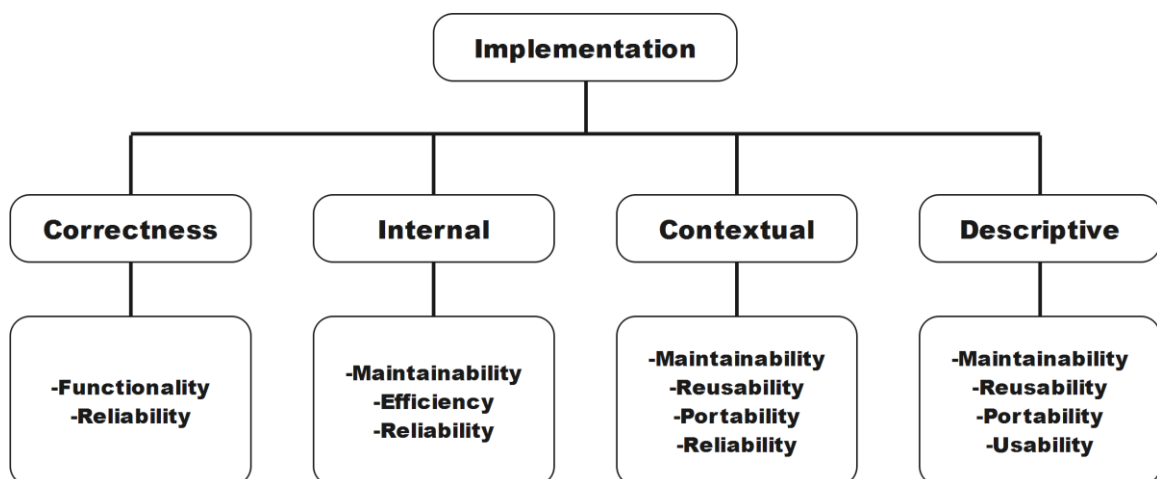 Implementation
Correctness
Internal
Contextual
Descriptive
-Functionality
-Reliability
-Maintainability
-Efficiency
-Reliability
-Maintainability
-Reusability
-Portability
-Reliability
-Maintainability
-Reusability
-Portability
-Usability